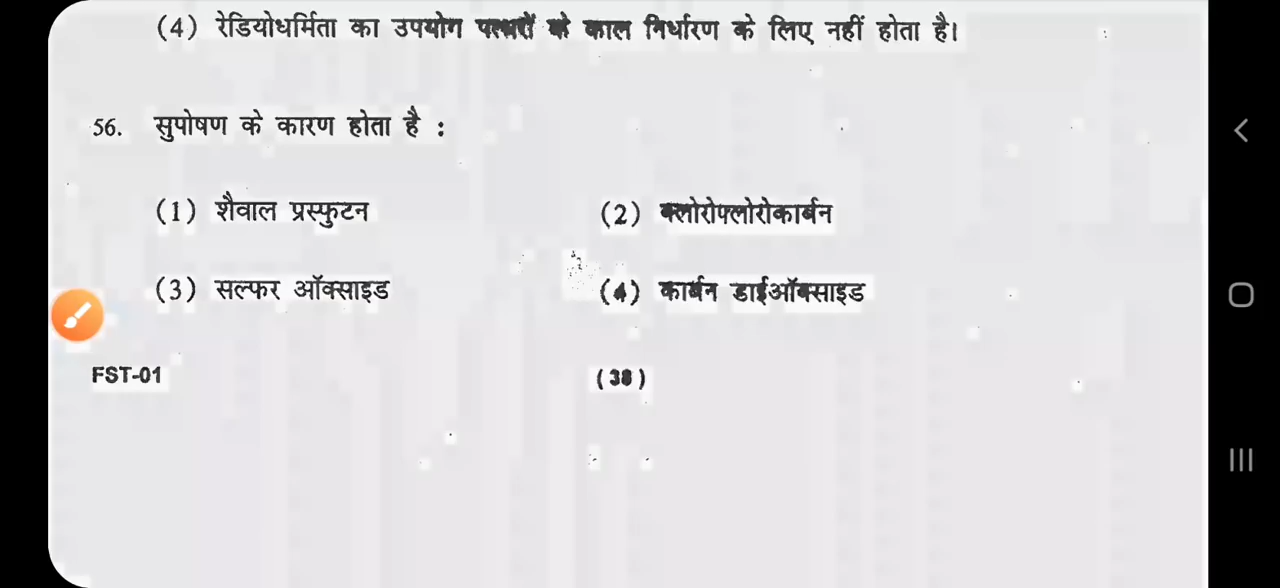 (4) रेडियोधर्मिता का उपयोग पत्थरों के काल निर्धारण के लिए नहीं होता है।
56. सुपोषण के कारण होता है :
(1) शैवाल प्रस्फुटन (2) क्लोरोफ्लोरोकार्बन
(3) सल्फर ऑक्साइड (4) कार्बन डाईऑक्साइड
FST-01 (38)